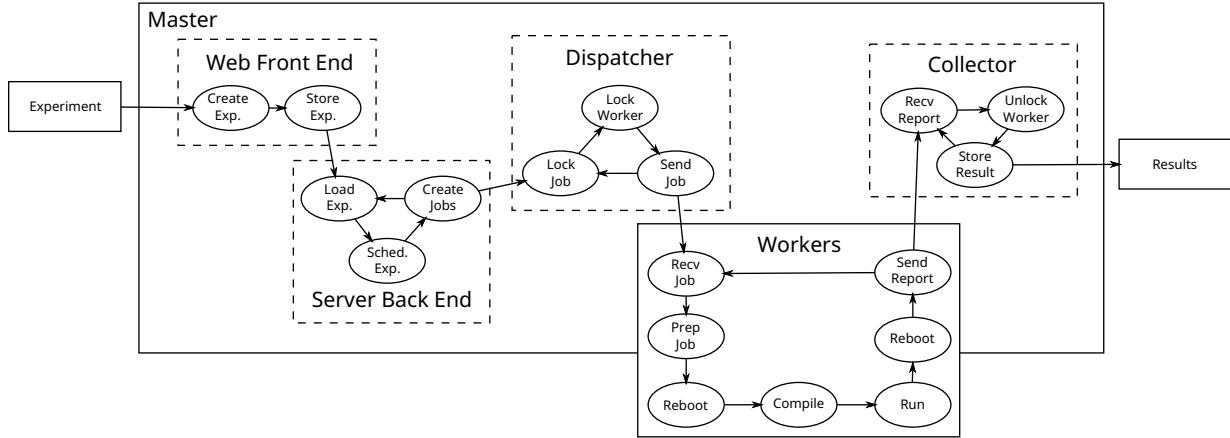 Master
Experiment
Web Front End
Create
Exp.
Store
Exp.
Load
Exp.
Create
Jobs
Sched.
Exp.
Server Back End
Dispatcher
Lock
Worker
Lock
Job
Send
Job
Workers
Recv
Job
Prep
Job
Reboot
Compile
Run
Reboot
Send
Report
Collector
Recv
Report
Unlock
Worker
Store
Result
Results